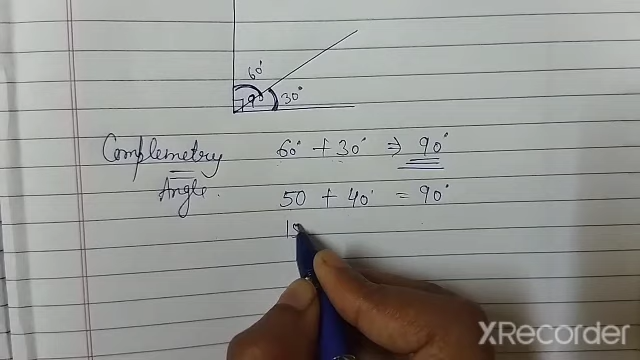 60°
90
30°
Complemetry 60° + 30° ⇒ 90°
Angle. 50 + 40° = 90°
XRecorder